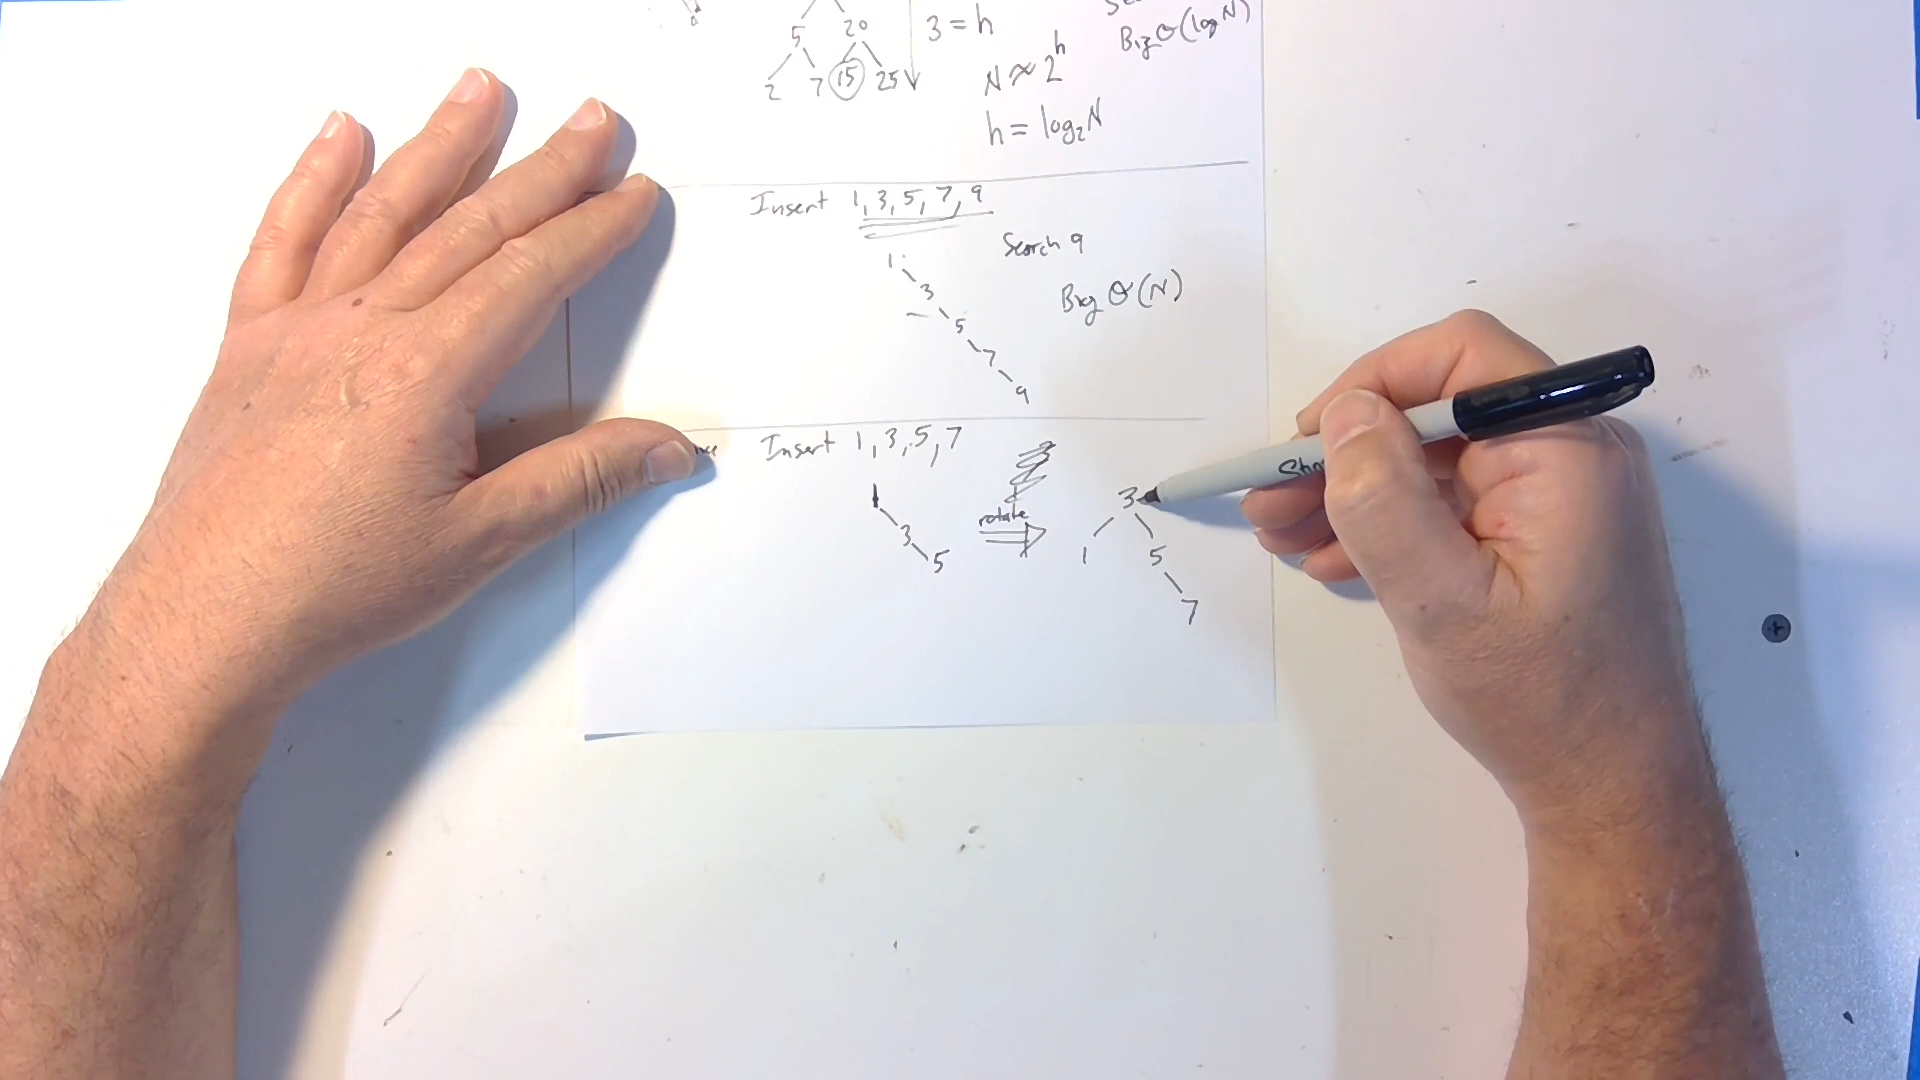 5 20
2 7 15 25
3 = h
N ≈ 2^h
h = log₂N
Big O(log N)
Insert 1, 3, 5, 7, 9
Search 9
Big O(N)
1
3
5
7
9
Insert 1, 3, 5, 7
1
3
5
rotate
3
1 5
7